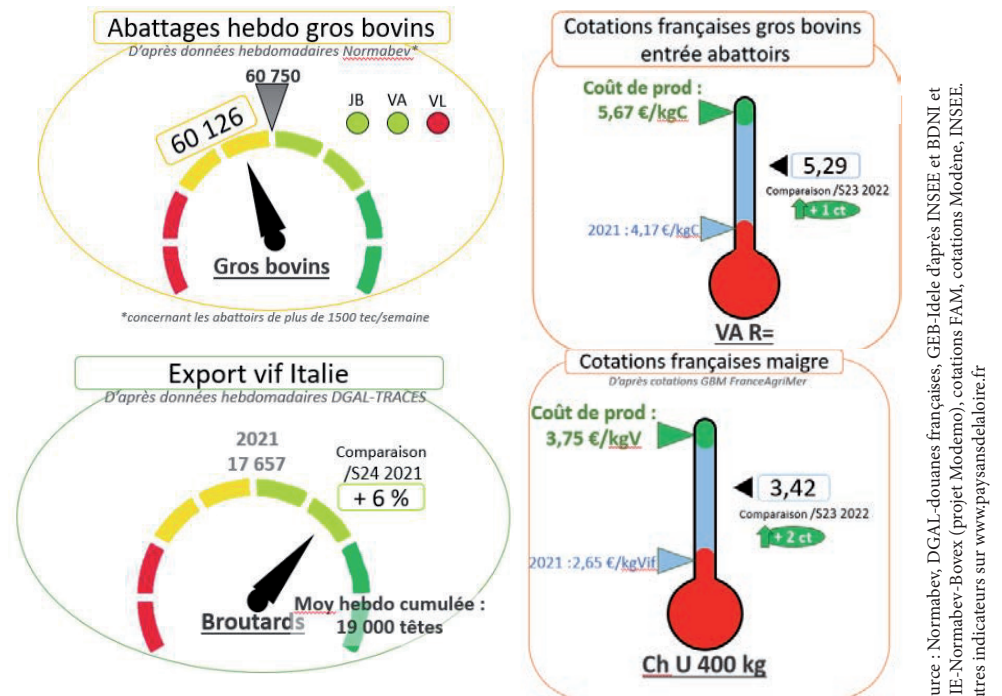 Abattages hebdo gros bovins
D'après données hebdomadaires Normabev*
60 750
60 126
JB VA VL
Gros bovins
*concernant les abattoirs de plus de 1500 tec/semaine
Cotations françaises gros bovins
entrée abattoirs
Coût de prod :
5,67 €/kgC
5,29
Comparaison /S23 2022
+ 1 ct
2021 : 4,17 €/kgC
VA R=
Export vif Italie
D'après données hebdomadaires DGAL-TRACES
2021
17 657
Comparaison
/S24 2021
+ 6 %
Broutards
Moy hebdo cumulée :
19 000 têtes
Cotations françaises maigre
D'après cotations GBM FranceAgriMer
Coût de prod :
3,75 €/kgV
3,42
Comparaison /S23 2022
+ 2 ct
2021 :2,65 €/kgVif
Ch U 400 kg
urce : Normabev, DGAL-douanes françaises, GEB-Idele d'après INSEE et BDNI et
IE-Normabev-Bovex (projet Modemo), cotations FAM, cotations Modène, INSEE.
utres indicateurs sur www.paysansdelaloire.fr